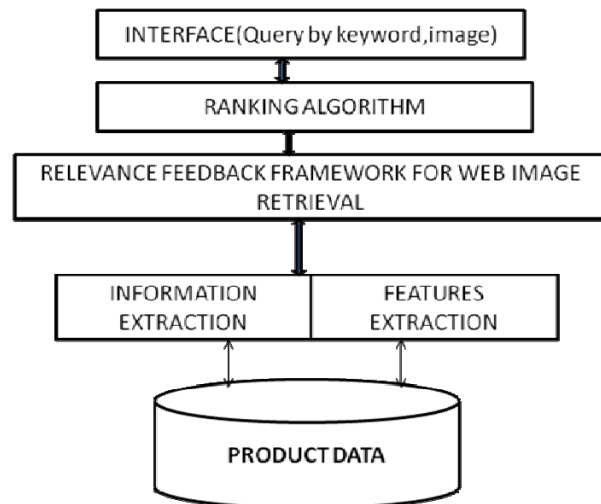 INTERFACE(Query by keyword,image)
RANKING ALGORITHM
RELEVANCE FEEDBACK FRAMEWORK FOR WEB IMAGE
RETRIEVAL
INFORMATION
EXTRACTION
FEATURES
EXTRACTION
PRODUCT DATA